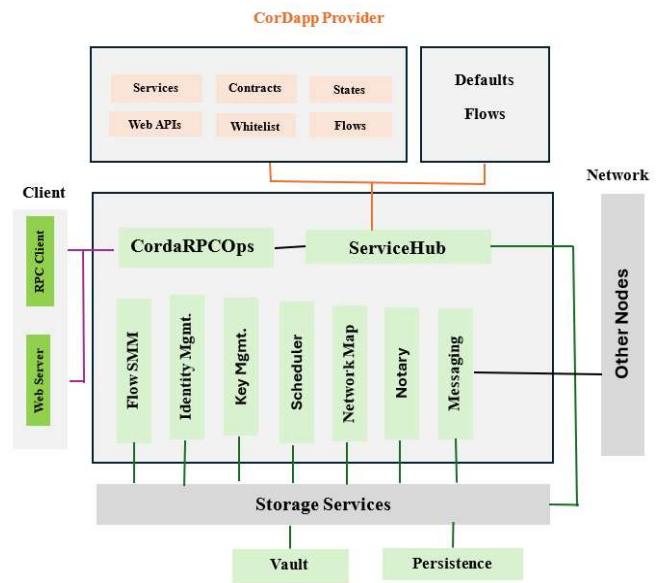 CorDapp Provider
Services
Contracts
States
Web APIs
Whitelist
Flows
Defaults
Flows
Client
Network
RPC Client
Web Server
CordaRPCOps
ServiceHub
Flow SMM
Identity Mgmt.
Key Mgmt.
Scheduler
Network Map
Notary
Messaging
Other Nodes
Storage Services
Vault
Persistence